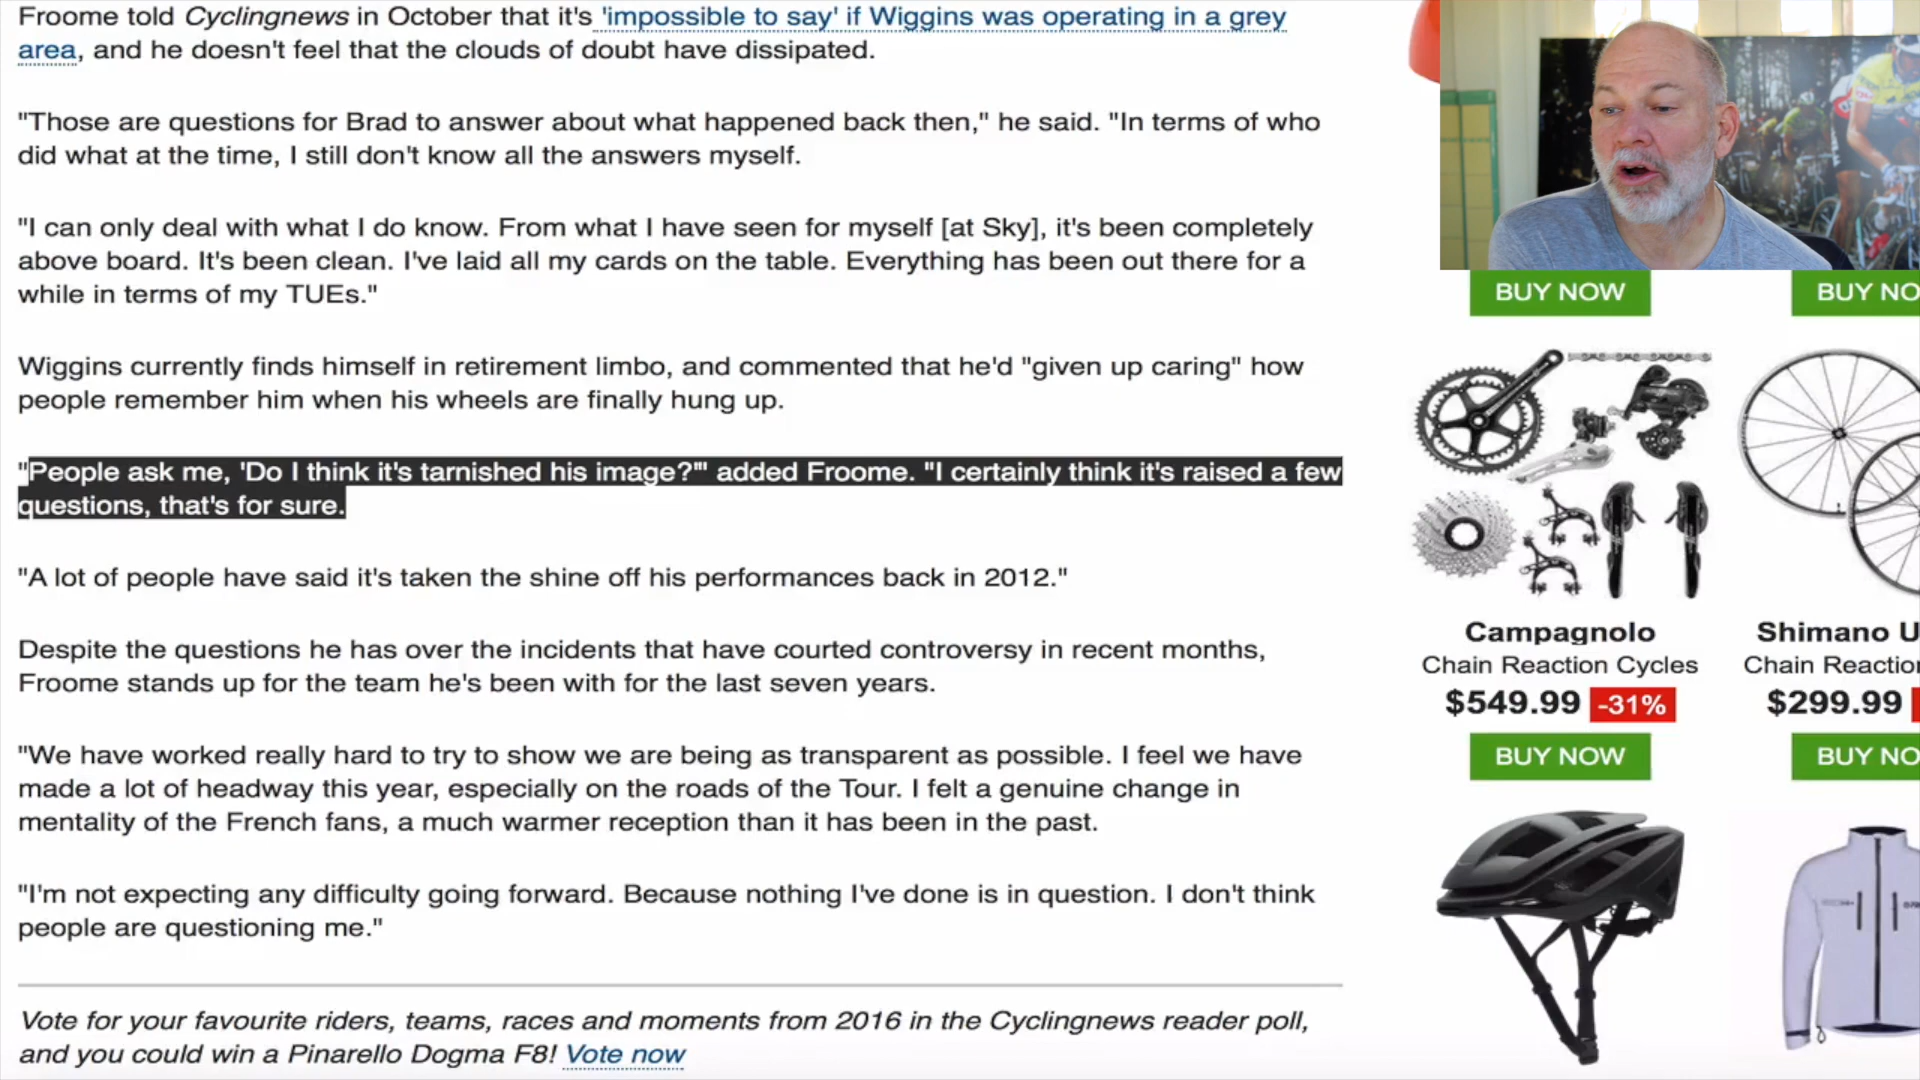 Froome told Cyclingnews in October that it's 'impossible to say' if Wiggins was operating in a grey
area, and he doesn't feel that the clouds of doubt have dissipated.
"Those are questions for Brad to answer about what happened back then," he said. "In terms of who
did what at the time, I still don't know all the answers myself.
"I can only deal with what I do know. From what I have seen for myself [at Sky], it's been completely
above board. It's been clean. I've laid all my cards on the table. Everything has been out there for a
while in terms of my TUEs."
Wiggins currently finds himself in retirement limbo, and commented that he'd "given up caring" how
people remember him when his wheels are finally hung up.
"People ask me, 'Do I think it's tarnished his image?'" added Froome. "I certainly think it's raised a few
questions, that's for sure.
"A lot of people have said it's taken the shine off his performances back in 2012."
Despite the questions he has over the incidents that have courted controversy in recent months,
Froome stands up for the team he's been with for the last seven years.
"We have worked really hard to try to show we are being as transparent as possible. I feel we have
made a lot of headway this year, especially on the roads of the Tour. I felt a genuine change in
mentality of the French fans, a much warmer reception than it has been in the past.
"I'm not expecting any difficulty going forward. Because nothing I've done is in question. I don't think
people are questioning me."
Vote for your favourite riders, teams, races and moments from 2016 in the Cyclingnews reader poll,
and you could win a Pinarello Dogma F8! Vote now
BUY NOW
BUY NO
Campagnolo
Chain Reaction Cycles
$549.99 -31%
BUY NOW
Shimano U
Chain Reaction
$299.99
BUY NO